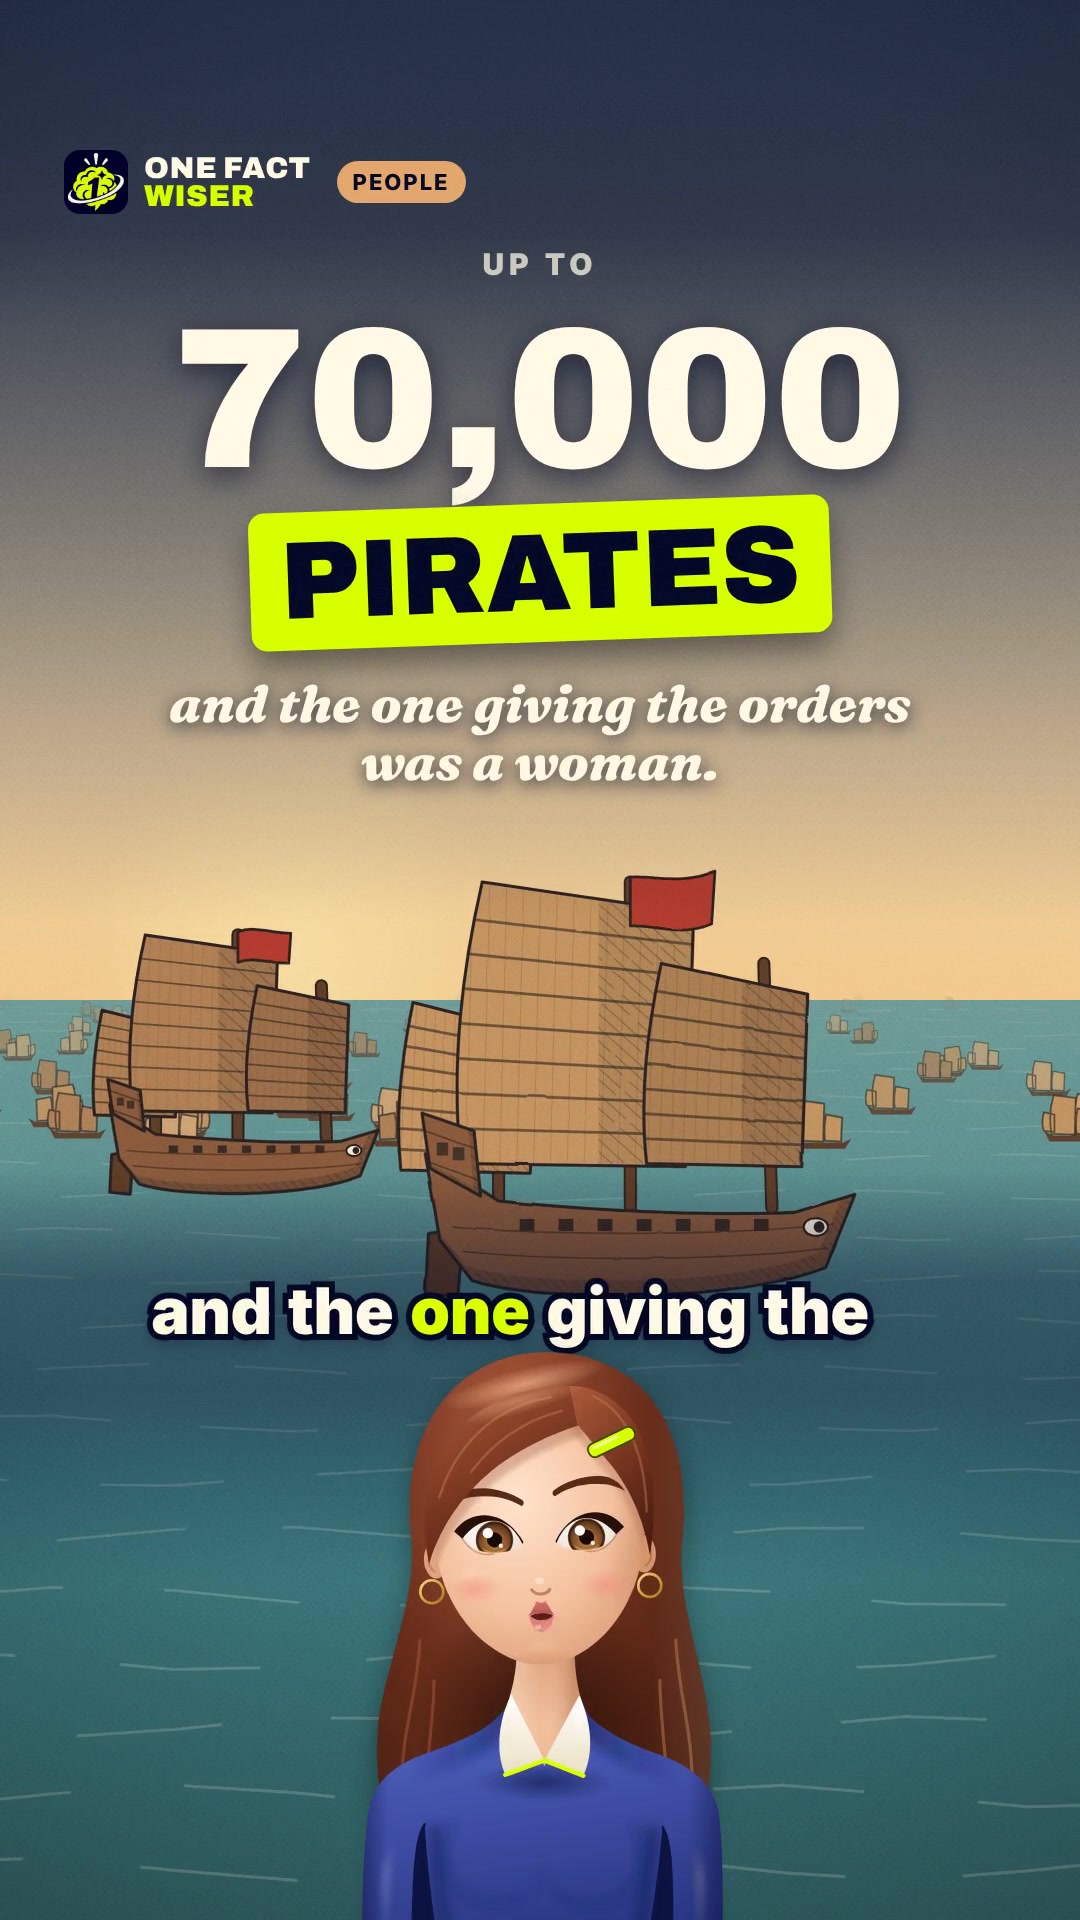 ONE FACT
WISER
PEOPLE
UP TO
70,000
PIRATES
and the one giving the orders
was a woman.
and the one giving the